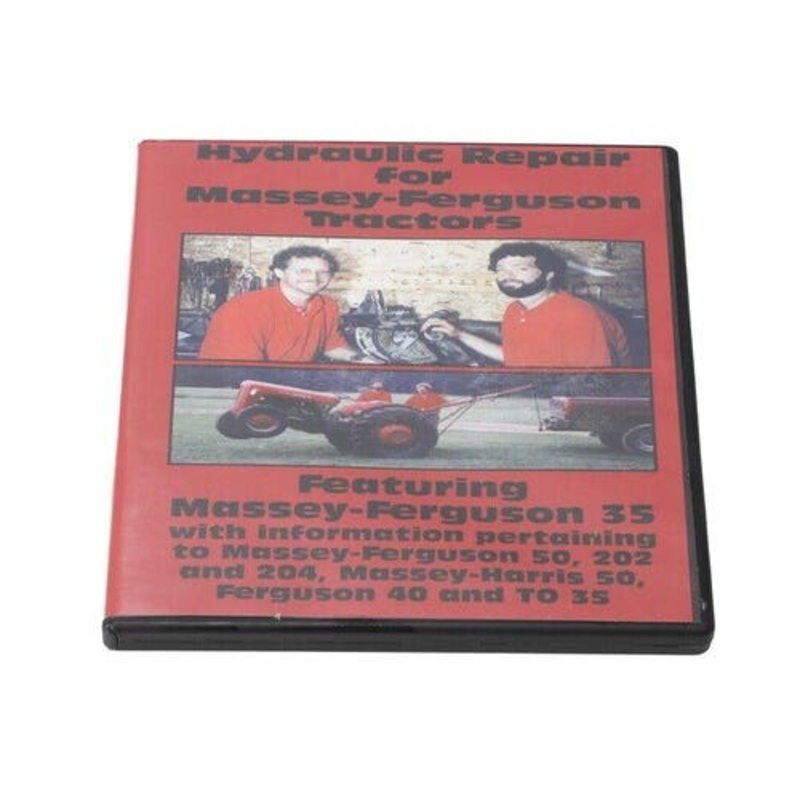 Hydraulic Repair
for
Massey-Ferguson
Tractors
Featuring
Massey-Ferguson 35
with information pertaining
to Massey-Ferguson 50, 202
and 204, Massey-Harris 50,
Ferguson 40 and TO 35